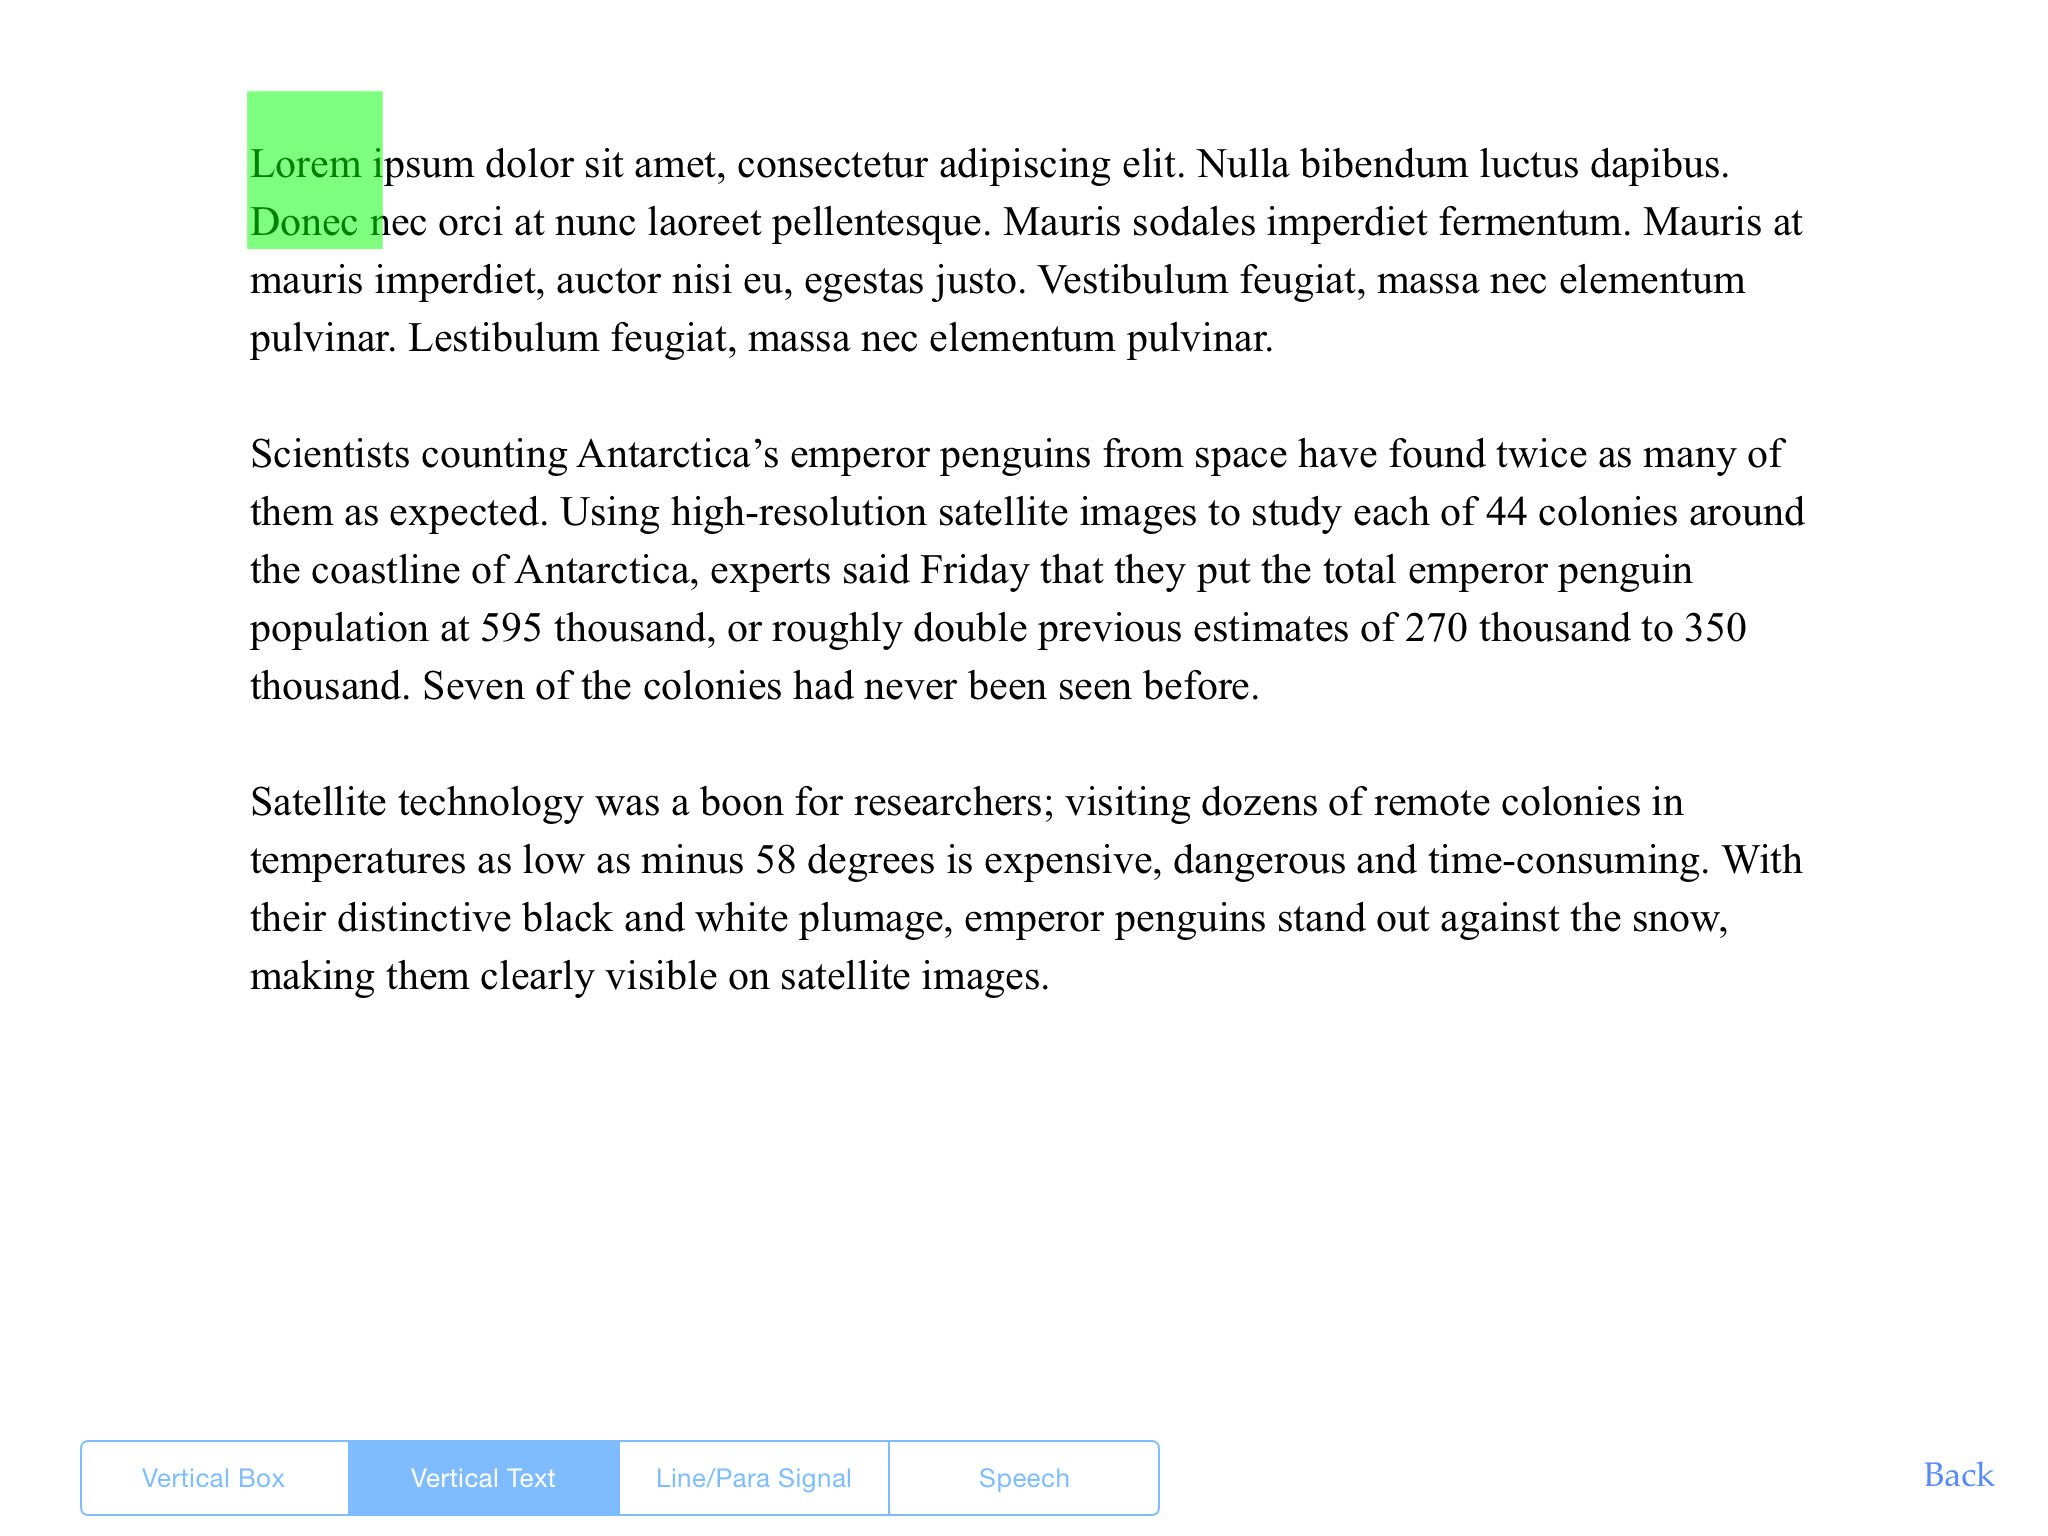 Lorem ipsum dolor sit amet, consectetur adipiscing elit. Nulla bibendum luctus dapibus.
Donec nec orci at nunc laoreet pellentesque. Mauris sodales imperdiet fermentum. Mauris at
mauris imperdiet, auctor nisi eu, egestas justo. Vestibulum feugiat, massa nec elementum
pulvinar. Lestibulum feugiat, massa nec elementum pulvinar.
Scientists counting Antarctica’s emperor penguins from space have found twice as many of
them as expected. Using high-resolution satellite images to study each of 44 colonies around
the coastline of Antarctica, experts said Friday that they put the total emperor penguin
population at 595 thousand, or roughly double previous estimates of 270 thousand to 350
thousand. Seven of the colonies had never been seen before.
Satellite technology was a boon for researchers; visiting dozens of remote colonies in
temperatures as low as minus 58 degrees is expensive, dangerous and time-consuming. With
their distinctive black and white plumage, emperor penguins stand out against the snow,
making them clearly visible on satellite images.
Vertical Box Vertical Text Line/Para Signal Speech Back